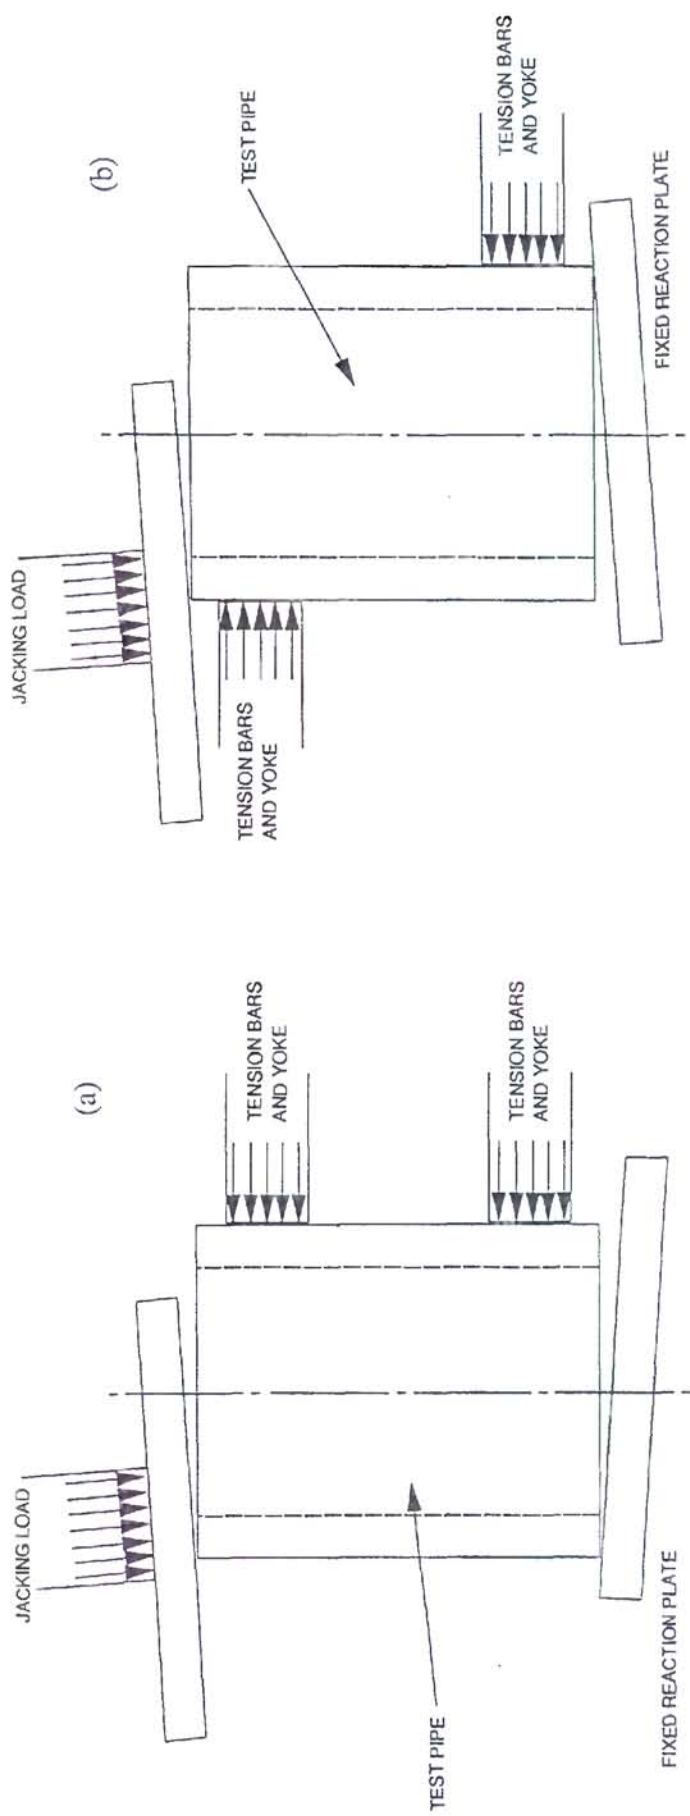 (a)
JACKING LOAD
TENSION BARS
AND YOKE
TENSION BARS
AND YOKE
TEST PIPE
FIXED REACTION PLATE
(b)
JACKING LOAD
TEST PIPE
TENSION BARS
AND YOKE
TENSION BARS
AND YOKE
FIXED REACTION PLATE